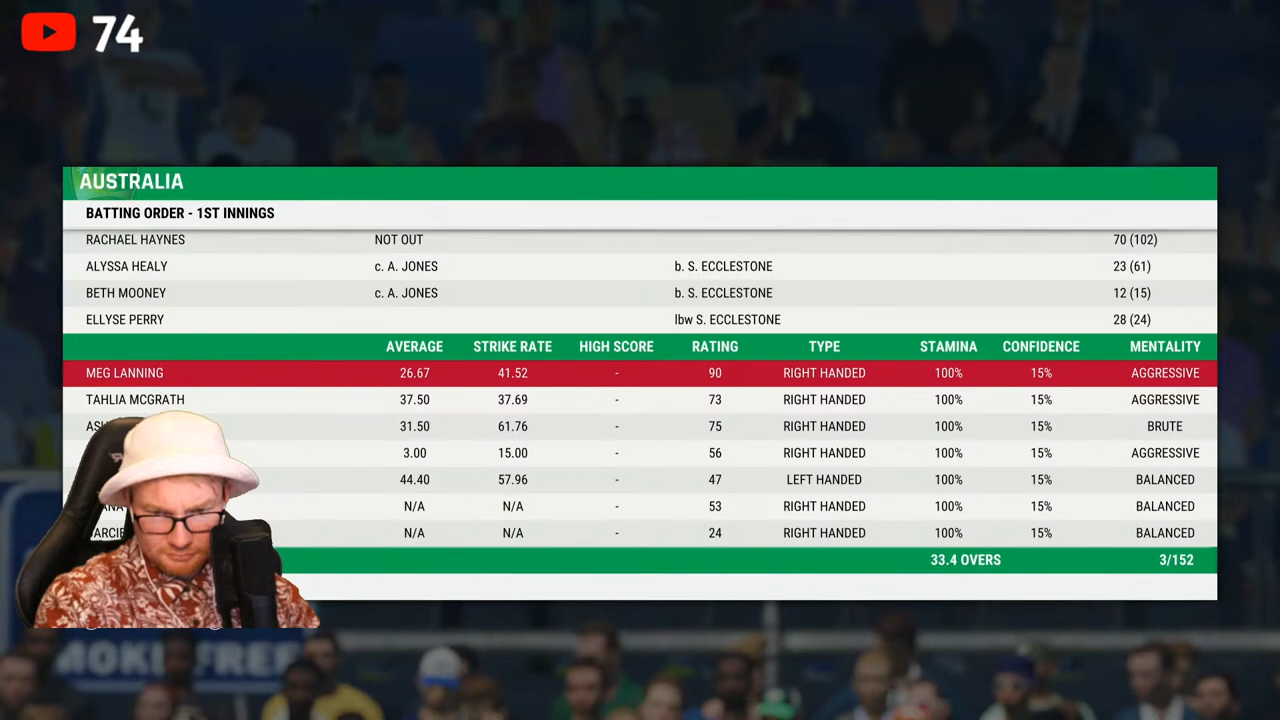 74
AUSTRALIA
BATTING ORDER - 1ST INNINGS
RACHAEL HAYNES NOT OUT 70 (102)
ALYSSA HEALY c. A. JONES b. S. ECCLESTONE 23 (61)
BETH MOONEY c. A. JONES b. S. ECCLESTONE 12 (15)
ELLYSE PERRY lbw S. ECCLESTONE 28 (24)
AVERAGE STRIKE RATE HIGH SCORE RATING TYPE STAMINA CONFIDENCE MENTALITY
MEG LANNING 26.67 41.52 - 90 RIGHT HANDED 100% 15% AGGRESSIVE
TAHLIA MCGRATH 37.50 37.69 - 73 RIGHT HANDED 100% 15% AGGRESSIVE
31.50 61.76 - 75 RIGHT HANDED 100% 15% BRUTE
3.00 15.00 - 56 RIGHT HANDED 100% 15% AGGRESSIVE
44.40 57.96 - 47 LEFT HANDED 100% 15% BALANCED
N/A N/A - 53 RIGHT HANDED 100% 15% BALANCED
N/A N/A - 24 RIGHT HANDED 100% 15% BALANCED
33.4 OVERS 3/152